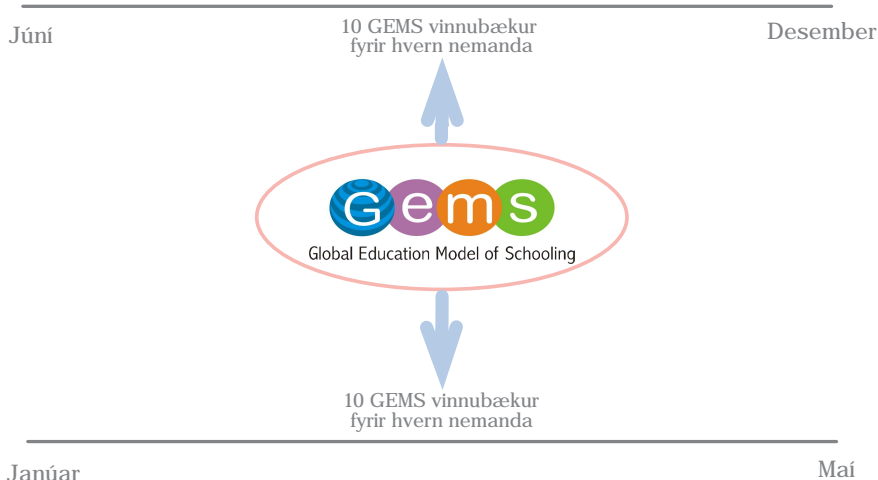 Júní
10 GEMS vinnubækur
fyrir hvern nemanda
Desember
Gems
Global Education Model of Schooling
10 GEMS vinnubækur
fyrir hvern nemanda
Janúar
Maí